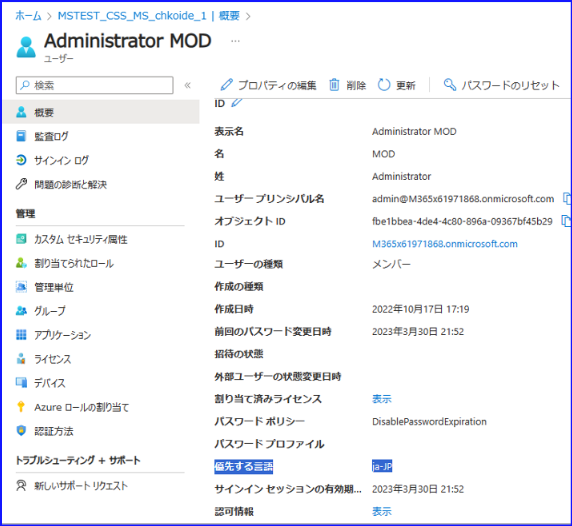 ホーム > MSTEST_CSS_MS_chkoide_1 | 概要 >
Administrator MOD ...
ユーザー
検索 «
プロパティの編集 削除 更新 パスワードのリセット
概要
監査ログ
サインイン ログ
問題の診断と解決
管理
カスタム セキュリティ属性
割り当てられたロール
管理単位
グループ
アプリケーション
ライセンス
デバイス
Azure ロールの割り当て
認証方法
トラブルシューティング + サポート
新しいサポート リクエスト
ID
表示名 Administrator MOD
名 MOD
姓 Administrator
ユーザー プリンシパル名 admin@M365x61971868.onmicrosoft.com
オブジェクト ID fbe1bbea-4de4-4c80-896a-09367bf45b29
ID M365x61971868.onmicrosoft.com
ユーザーの種類 メンバー
作成の種類
作成日時 2022年10月17日 17:19
前回のパスワード変更日時 2023年3月30日 21:52
招待の状態
外部ユーザーの状態変更日時
割り当て済みライセンス 表示
パスワード ポリシー DisablePasswordExpiration
パスワード プロファイル
優先する言語 ja-JP
サインイン セッションの有効期... 2023年3月30日 21:52
認可情報 表示